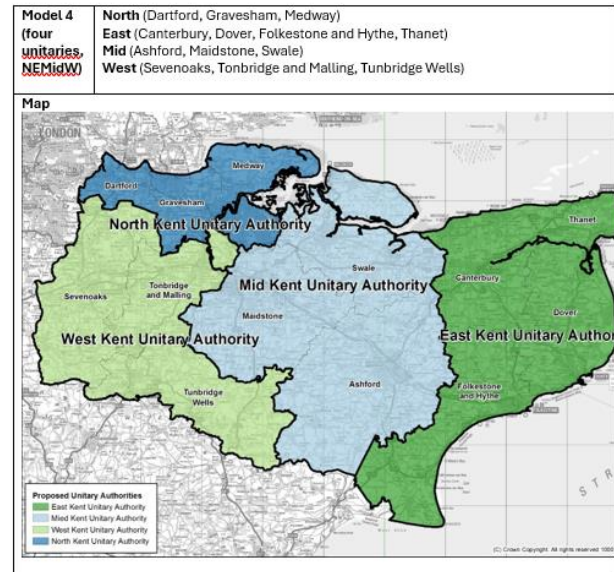 Model 4
(four
unitaries,
NEMidW)
North (Dartford, Gravesham, Medway)
East (Canterbury, Dover, Folkestone and Hythe, Thanet)
Mid (Ashford, Maidstone, Swale)
West (Sevenoaks, Tonbridge and Malling, Tunbridge Wells)
Map
LONDON
Medway
Dartford
Gravesham
North Kent Unitary Authority
Thanet
Swale
Canterbury
Sevenoaks
Tonbridge
and Malling
Mid Kent Unitary Authority
Maidstone
Dover
West Kent Unitary Authority
East Kent Unitary Author
Ashford
Folkestone
and Hythe
Tunbridge
Wells
S T R
Proposed Unitary Authorities
East Kent Unitary Authority
Mied Kent Unitary Authority
West Kent Unitary Authority
North Kent Unitary Authority
(C) Crown Copyright. All rights reserved 1000